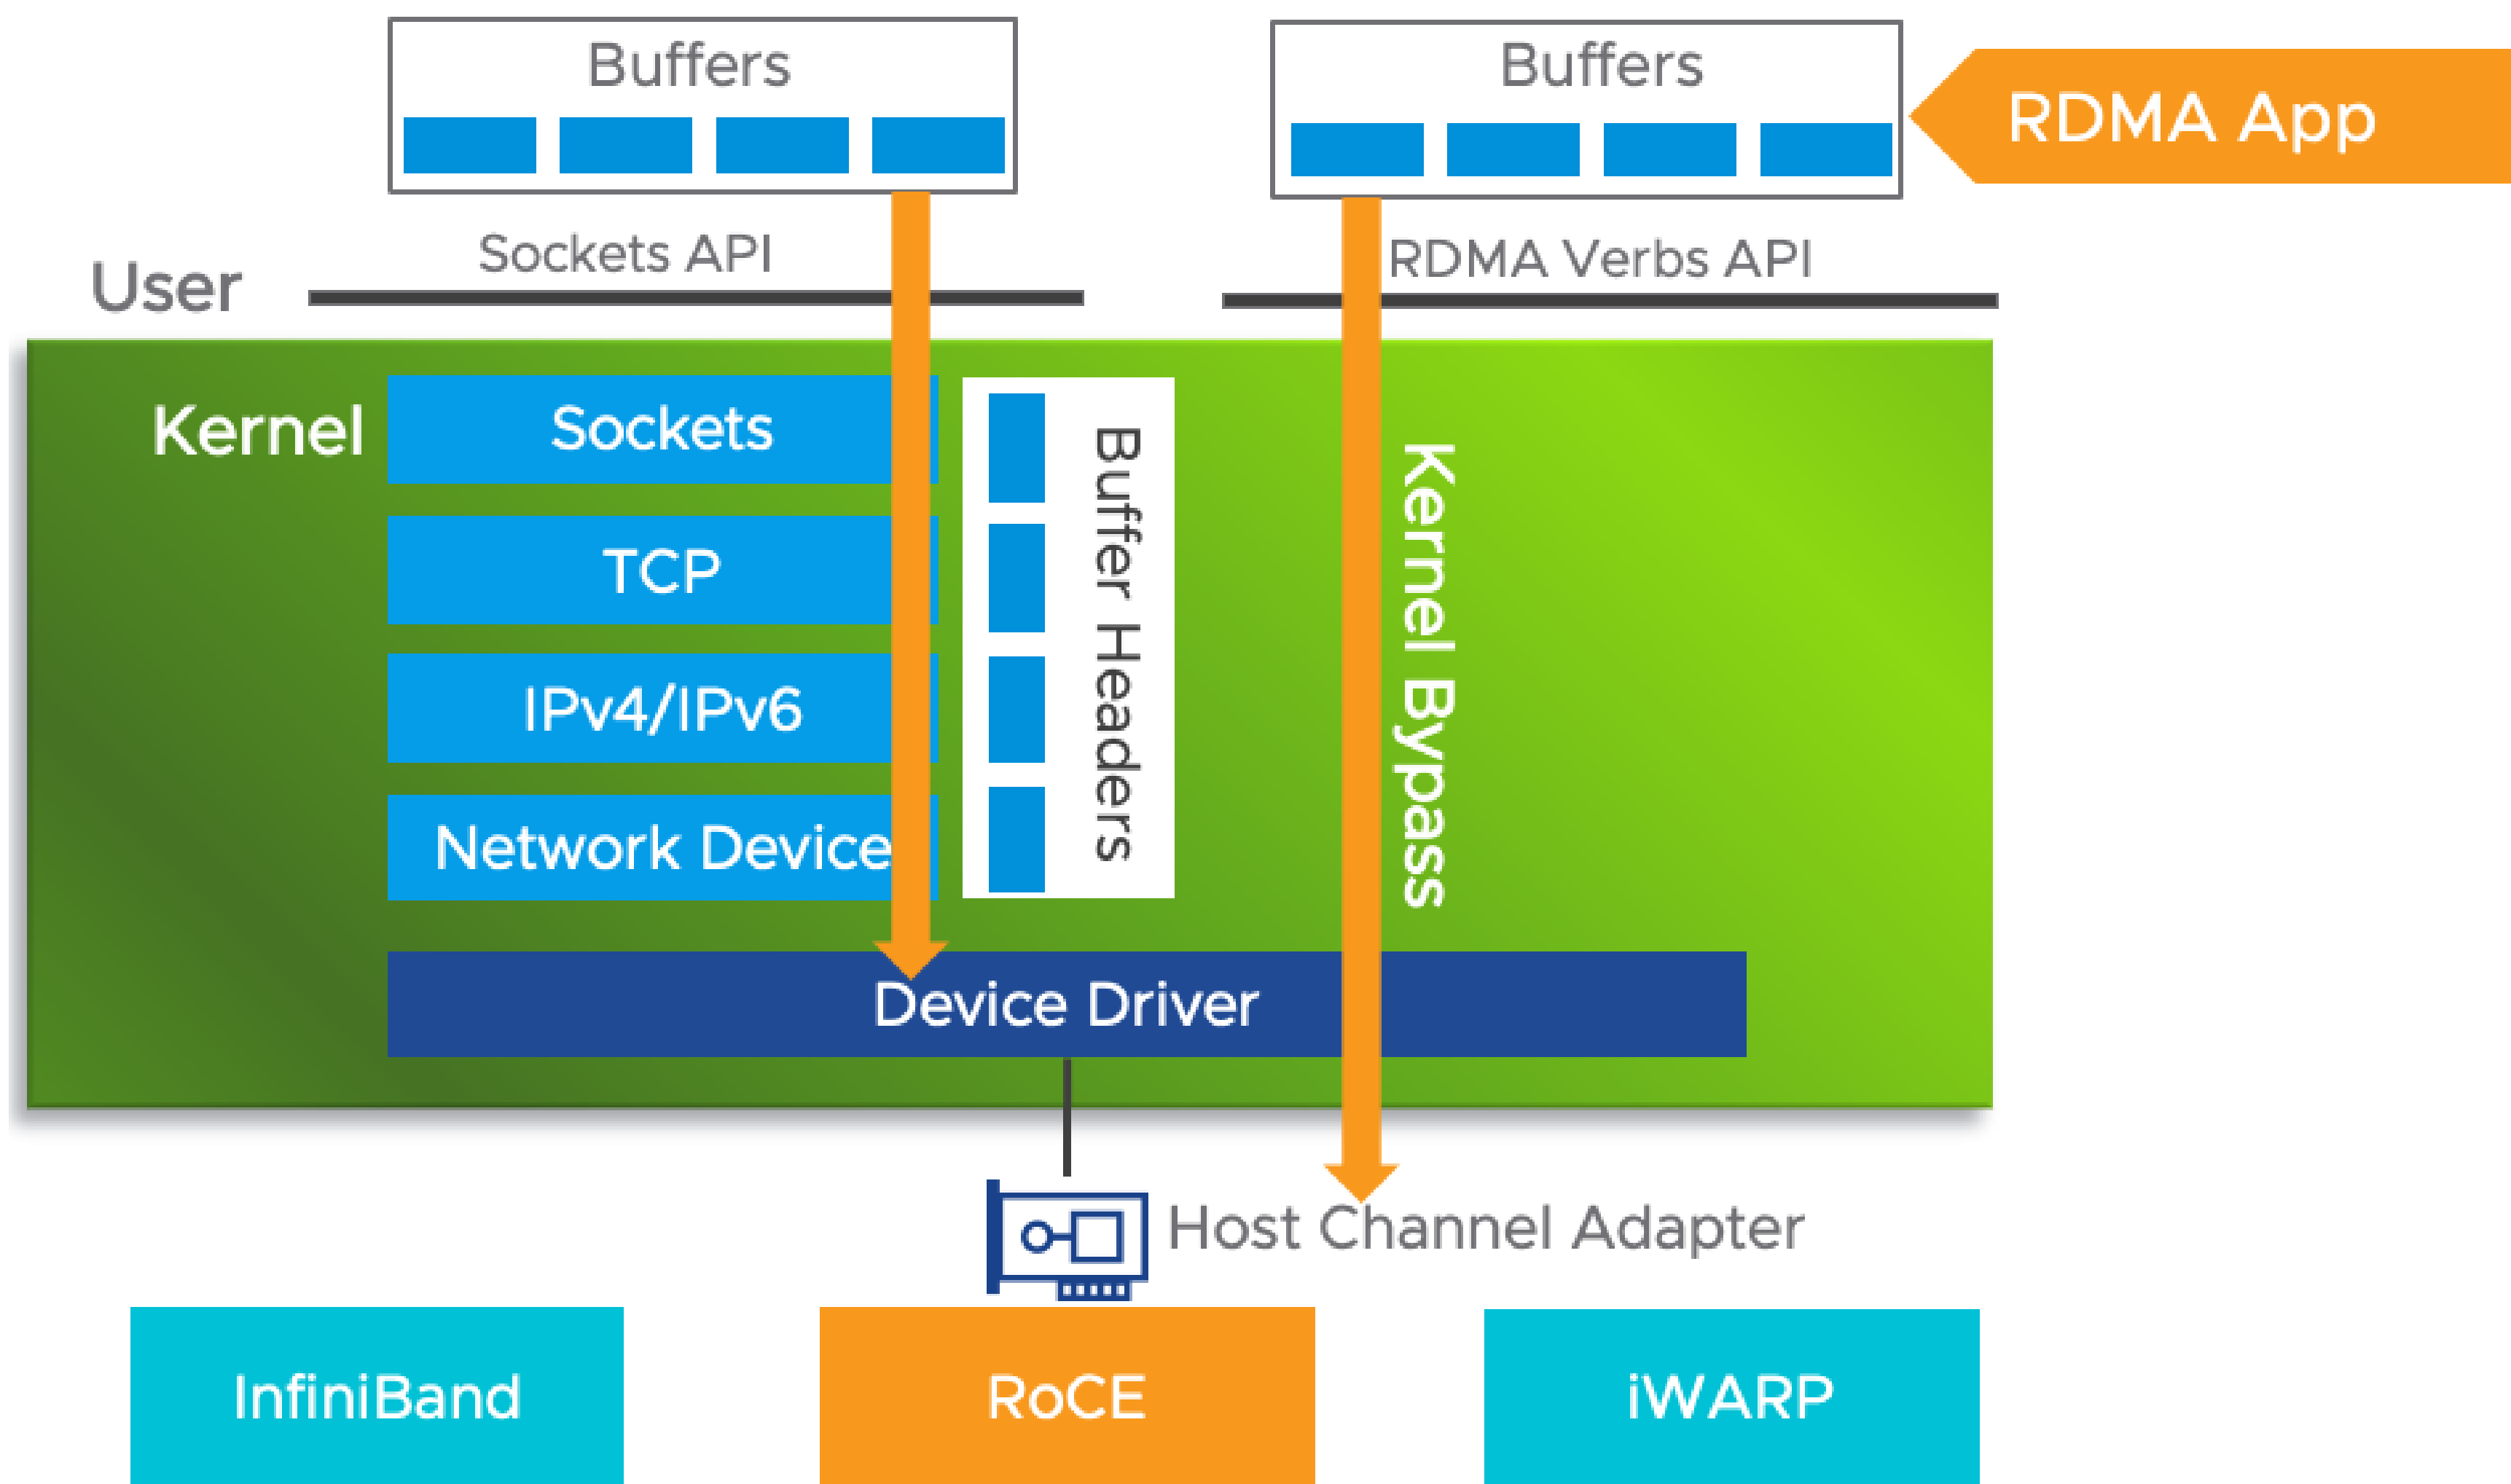 Buffers
Buffers
RDMA App
Sockets API
RDMA Verbs API
User
Kernel
Sockets
TCP
IPv4/IPv6
Network Device
Buffer Headers
Kernel Bypass
Device Driver
Host Channel Adapter
InfiniBand
RoCE
iWARP